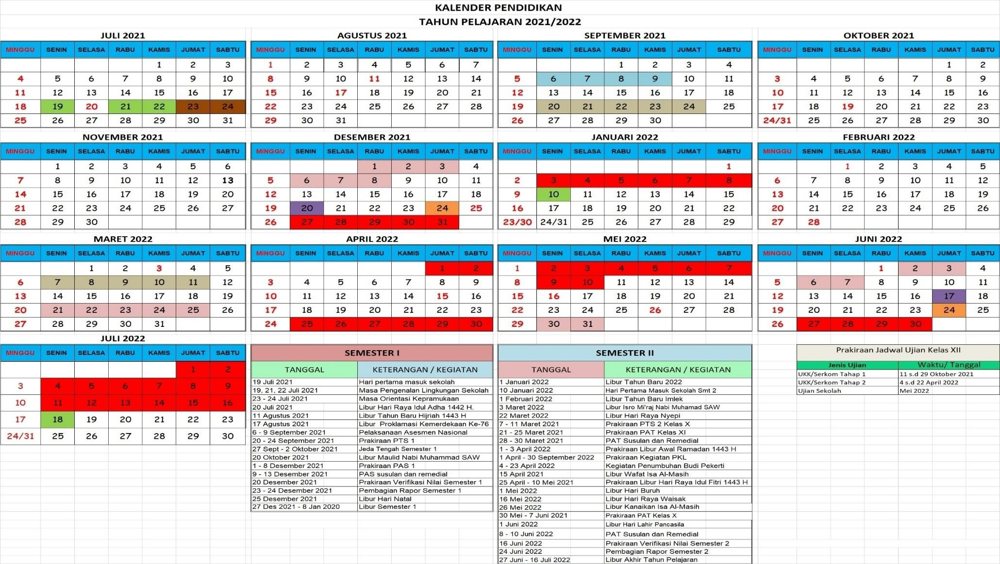 KALENDER PENDIDIKAN
TAHUN PELAJARAN 2021/2022
JULI 2021
MINGGU SENIN SELASA RABU KAMIS JUMAT SABTU
1 2 3
4 5 6 7 8 9 10
11 12 13 14 15 16 17
18 19 20 21 22 23 24
25 26 27 28 29 30 31
AGUSTUS 2021
MINGGU SENIN SELASA RABU KAMIS JUMAT SABTU
1 2 3 4 5 6 7
8 9 10 11 12 13 14
15 16 17 18 19 20 21
22 23 24 25 26 27 28
29 30 31
SEPTEMBER 2021
MINGGU SENIN SELASA RABU KAMIS JUMAT SABTU
1 2 3 4
5 6 7 8 9 10 11
12 13 14 15 16 17 18
19 20 21 22 23 24 25
26 27 28 29 30
OKTOBER 2021
MINGGU SENIN SELASA RABU KAMIS JUMAT SABTU
1 2
3 4 5 6 7 8 9
10 11 12 13 14 15 16
17 18 19 20 21 22 23
24/31 25 26 27 28 29 30
NOVEMBER 2021
MINGGU SENIN SELASA RABU KAMIS JUMAT SABTU
1 2 3 4 5 6
7 8 9 10 11 12 13
14 15 16 17 18 19 20
21 22 23 24 25 26 27
28 29 30
DESEMBER 2021
MINGGU SENIN SELASA RABU KAMIS JUMAT SABTU
1 2 3 4
5 6 7 8 9 10 11
12 13 14 15 16 17 18
19 20 21 22 23 24 25
26 27 28 29 30 31
JANUARI 2022
MINGGU SENIN SELASA RABU KAMIS JUMAT SABTU
1
2 3 4 5 6 7 8
9 10 11 12 13 14 15
16 17 18 19 20 21 22
23/30 24/31 25 26 27 28 29
FEBRUARI 2022
MINGGU SENIN SELASA RABU KAMIS JUMAT SABTU
1 2 3 4 5
6 7 8 9 10 11 12
13 14 15 16 17 18 19
20 21 22 23 24 25 26
27 28
MARET 2022
MINGGU SENIN SELASA RABU KAMIS JUMAT SABTU
1 2 3 4 5
6 7 8 9 10 11 12
13 14 15 16 17 18 19
20 21 22 23 24 25 26
27 28 29 30 31
APRIL 2022
MINGGU SENIN SELASA RABU KAMIS JUMAT SABTU
1 2
3 4 5 6 7 8 9
10 11 12 13 14 15 16
17 18 19 20 21 22 23
24 25 26 27 28 29 30
MEI 2022
MINGGU SENIN SELASA RABU KAMIS JUMAT SABTU
1 2 3 4 5 6 7
8 9 10 11 12 13 14
15 16 17 18 19 20 21
22 23 24 25 26 27 28
29 30 31
JUNI 2022
MINGGU SENIN SELASA RABU KAMIS JUMAT SABTU
1 2 3 4
5 6 7 8 9 10 11
12 13 14 15 16 17 18
19 20 21 22 23 24 25
26 27 28 29 30
JULI 2022
MINGGU SENIN SELASA RABU KAMIS JUMAT SABTU
1 2
3 4 5 6 7 8 9
10 11 12 13 14 15 16
17 18 19 20 21 22 23
24/31 25 26 27 28 29 30
SEMESTER I
TANGGAL KETERANGAN / KEGIATAN
19 Juli 2021 Hari pertama masuk sekolah
19, 21, 22 Juli 2021 Masa Pengenalan Lingkungan Sekolah
23 - 24 Juli 2021 Masa Orientasi Kepramukaan
20 Juli 2021 Libur Hari Raya Idul Adha 1442 H.
11 Agustus 2021 Libur Tahun Baru Hijriah 1443 H
17 Agustus 2021 Libur Proklamasi Kemerdekaan Ke-76
6 - 9 September 2021 Pelaksanaan Asesmen Nasional
20 - 24 September 2021 Prakiraan PTS 1
27 Sept - 2 Oktober 2021 Jeda Tengah Semester 1
20 Oktober 2021 Libur Maulid Nabi Muhammad SAW
1 - 8 Desember 2021 Prakiraan PAS 1
9 - 13 Desember 2021 PAS susulan dan remedial
20 Desember 2021 Prakiraan Verifikasi Nilai Semester 1
23 - 24 Desember 2021 Pembagian Rapor Semester 1
25 Desember 2021 Libur Hari Natal
27 Des 2021 - 8 Jan 2020 Libur Semester 1
SEMESTER II
TANGGAL KETERANGAN / KEGIATAN
1 Januari 2022 Libur Tahun Baru 2022
10 Januari 2022 Hari Pertama Masuk Sekolah Smt 2
1 Februari 2022 Libur Tahun Baru Imlek
3 Maret 2022 Libur Isro Mi'raj Nabi Muhamad SAW
22 Maret 2022 Libur Hari Raya Nyepi
7 - 11 Maret 2021 Prakiraan PTS 2 Kelas X
21 - 25 Maret 2021 Prakiraan PAT Kelas XI
28 - 30 Maret 2021 PAT Susulan dan Remedial
1 - 3 April 2022 Prakiraan Libur Awal Ramadan 1443 H
1 April - 30 September 2022 Prakiraan Kegiatan PKL
4 - 23 April 2022 Kegiatan Penumbuhan Budi Pekerti
15 April 2021 Libur Wafat Isa Al-Masih
25 April - 10 Mei 2021 Prakiraan Libur Hari Raya Idul Fitri 1443 H
1 Mei 2022 Libur Hari Buruh
16 Mei 2022 Libur Hari Raya Waisak
26 Mei 2022 Libur Kanaikan Isa Al-Masih
30 Mei - 7 Juni 2021 Prakiraan PAT Kelas X
1 Juni 2022 Libur Hari Lahir Pancasila
8 - 10 Juni 2022 PAT Susulan dan Remedial
16 Juni 2022 Prakiraan Verifikasi Nilai Semester 2
24 Juni 2022 Pembagian Rapor Semester 2
27 Juni - 16 Juli 2022 Libur Akhir Tahun Pelajaran
Prakiraan Jadwal Ujian Kelas XII
Jenis Ujian Waktu/ Tanggal
UKK/Serkom Tahap 1 11 s.d 29 Oktober 2021
UKK/Serkom Tahap 2 4 s.d 22 April 2022
Ujian Sekolah Mei 2022